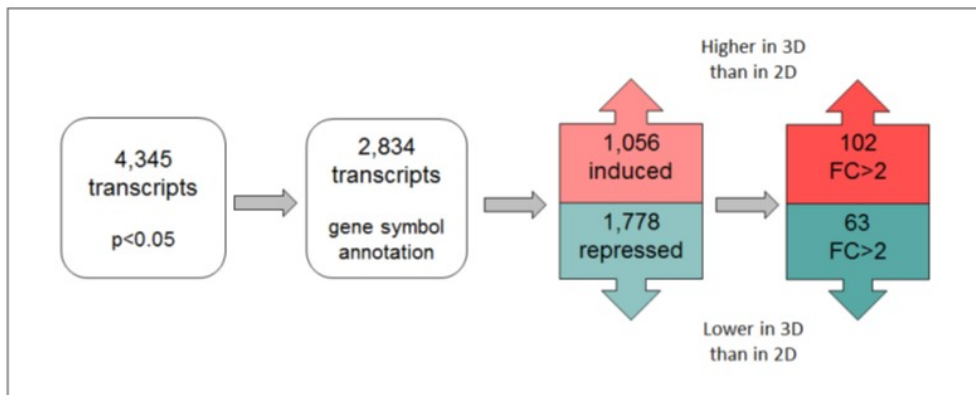 4,345
transcripts
p<0.05
2,834
transcripts
gene symbol
annotation
Higher in 3D
than in 2D
1,056
induced
1,778
repressed
102
FC>2
63
FC>2
Lower in 3D
than in 2D